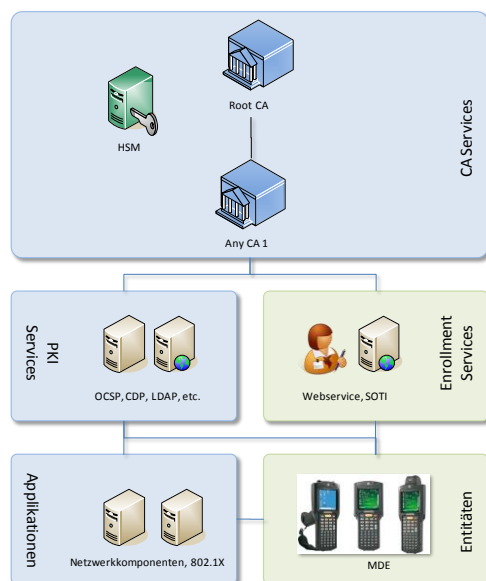 Root CA
HSM
CA Services
Any CA 1
PKI
Services
OCSP, CDP, LDAP, etc.
Webservice, SOTI
Enrollment
Services
Applikationen
Netzwerkkomponenten, 802.1X
MDE
Entitäten